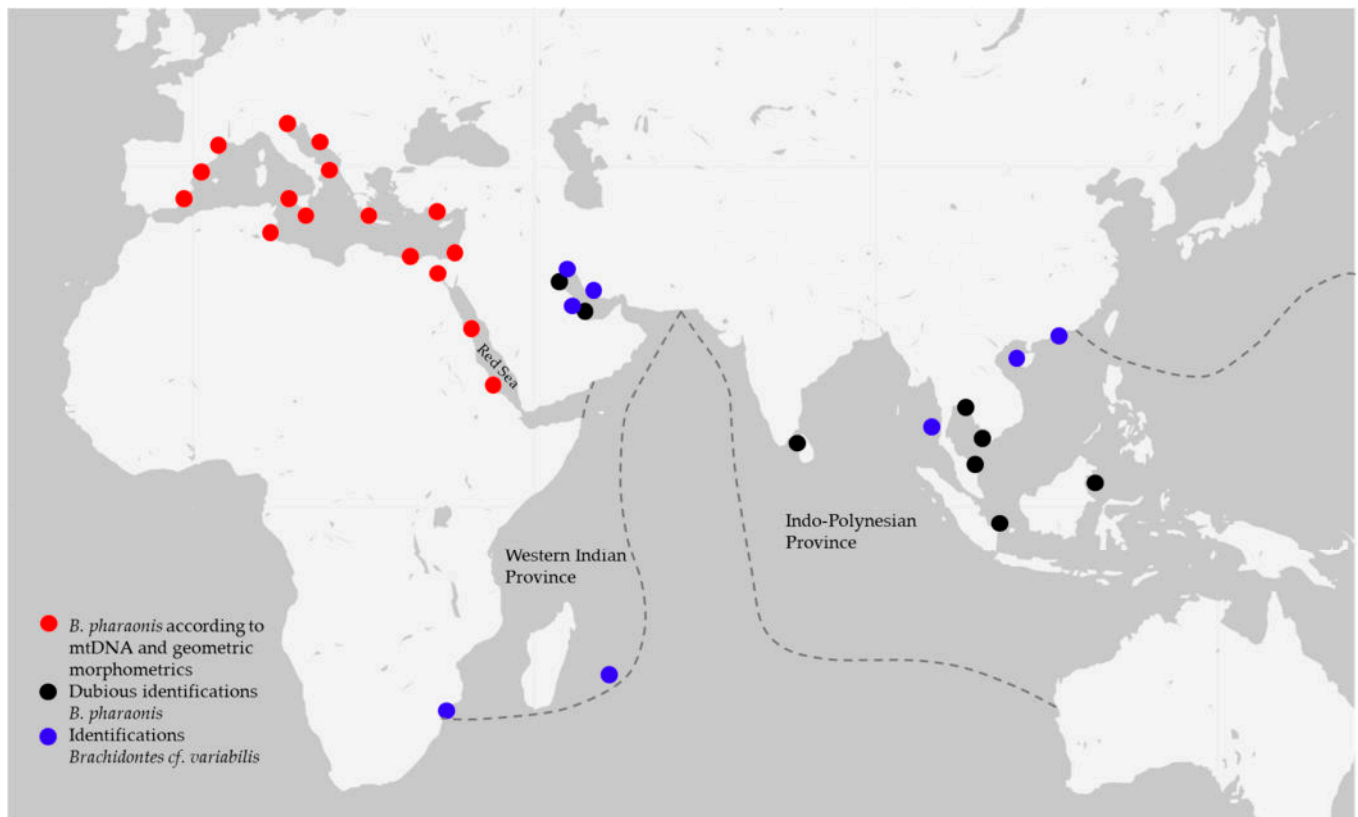 Red Sea
Indo-Polynesian
Province
Western Indian
Province
B. pharaonis according to
mtDNA and geometric
morphometrics
Dubious identifications
B. pharaonis
Identifications
Brachidontes cf. variabilis